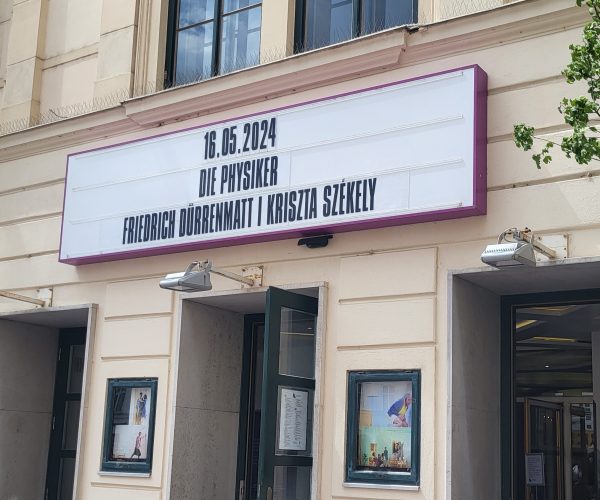 16.05.2024
DIE PHYSIKER
FRIEDRICH DÜRRENMATT | KRISZTA SZÉKELY